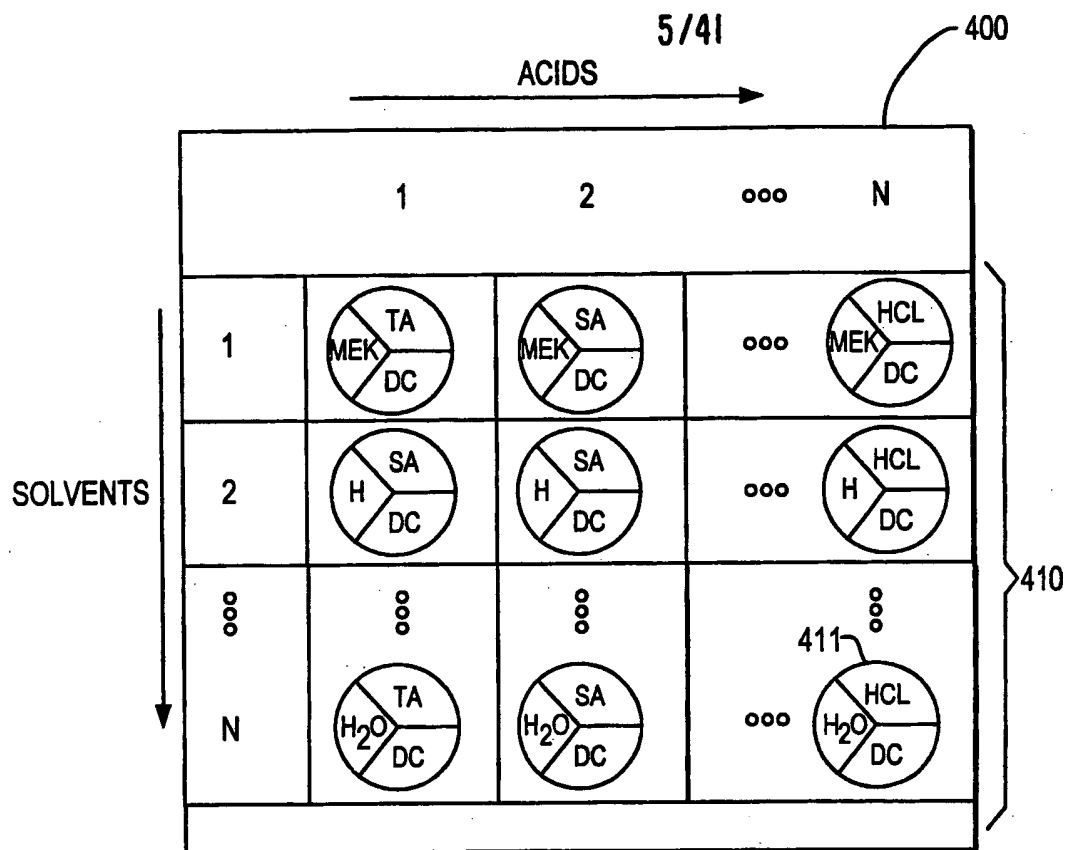 5/41
400
ACIDS
1 2 ooo N
1 TA MEK DC SA MEK DC ooo HCL MEK DC
SOLVENTS 2 SA H DC SA H DC ooo HCL H DC
410
411
N TA H₂O DC SA H₂O DC ooo HCL H₂O DC